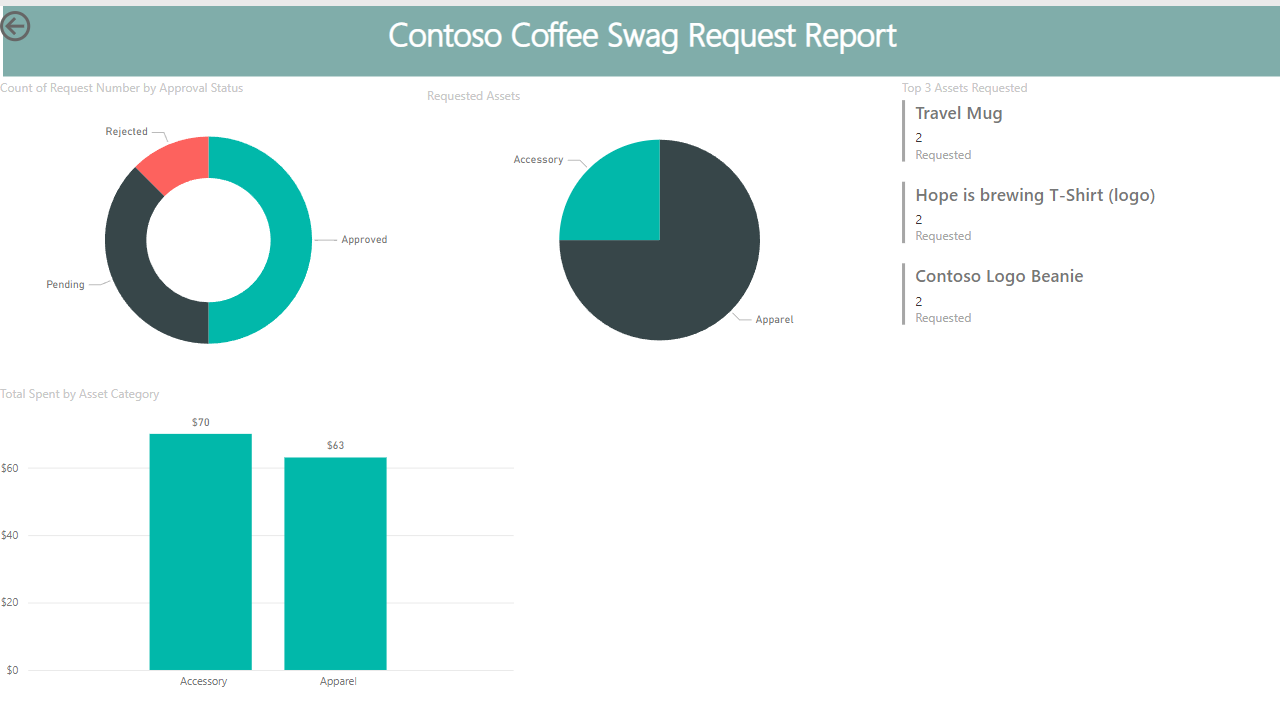 Contoso Coffee Swag Request Report
Count of Request Number by Approval Status
Rejected
Approved
Pending
Requested Assets
Accessory
Apparel
Top 3 Assets Requested
Travel Mug
2
Requested
Hope is brewing T-Shirt (logo)
2
Requested
Contoso Logo Beanie
2
Requested
Total Spent by Asset Category
$70
$63
$60
$40
$20
$0
Accessory
Apparel